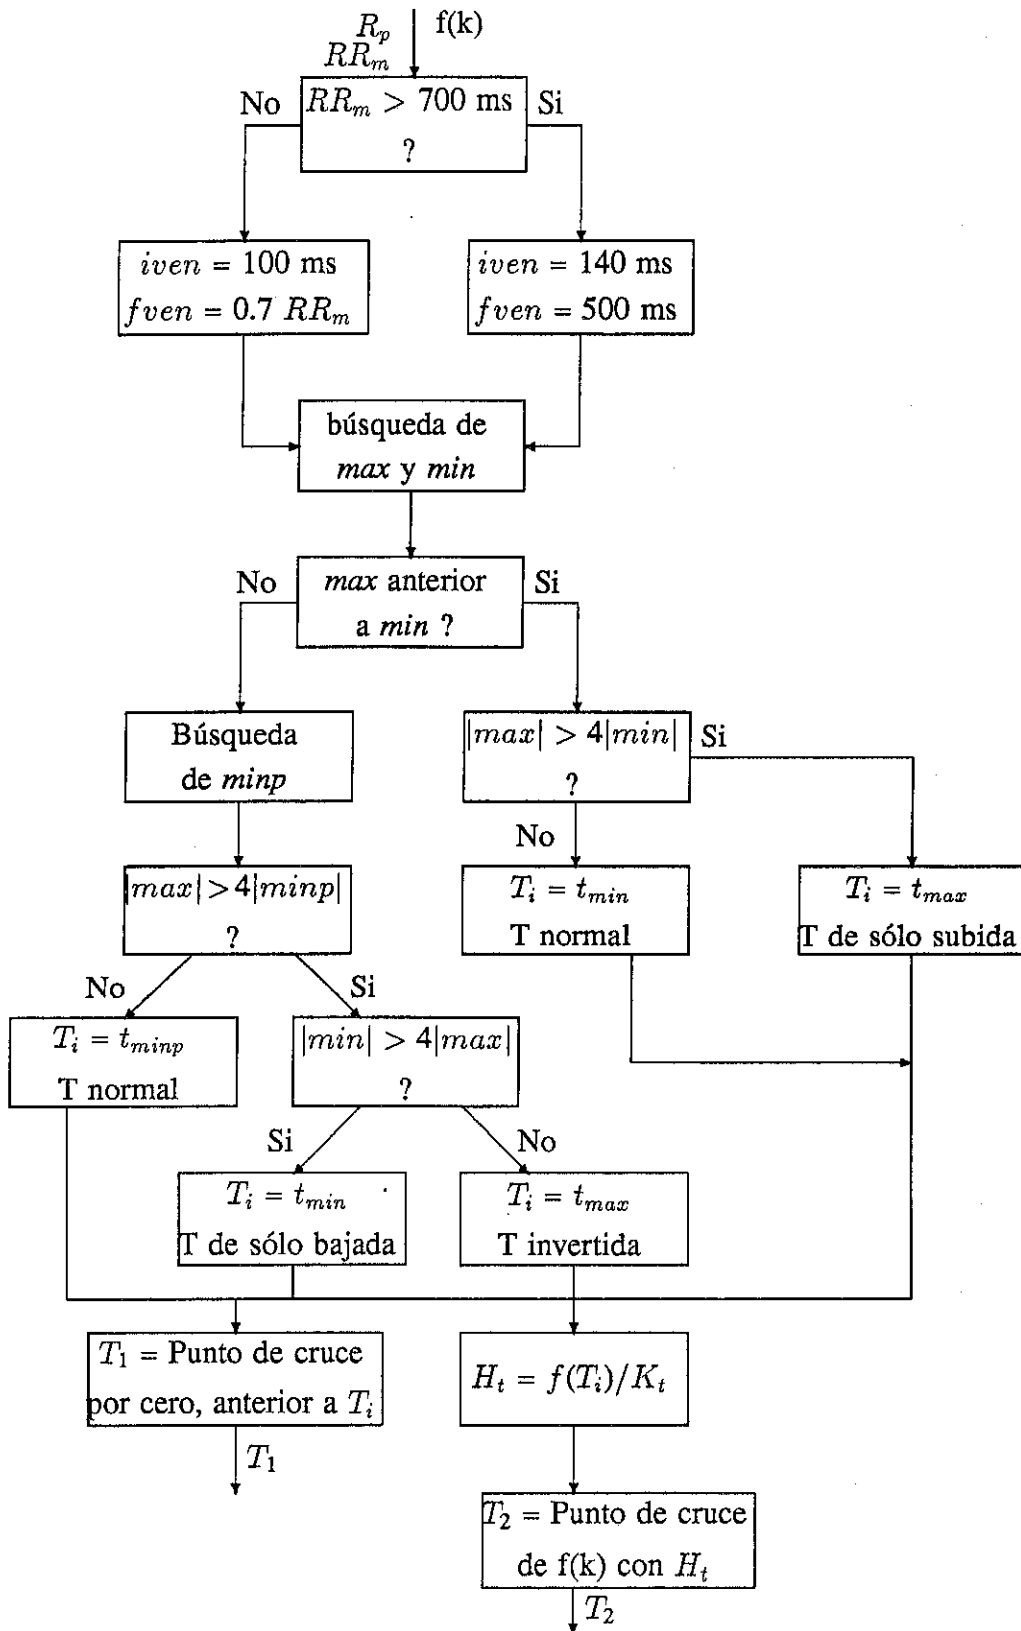 R_p f(k)
RR_m
No RR_m > 700 ms Si
?
iven = 100 ms
fven = 0.7 RR_m
iven = 140 ms
fven = 500 ms
búsqueda de
max y min
No max anterior Si
a min ?
Búsqueda
de minp
|max| > 4|min| Si
?
No
|max| > 4|minp|
?
T_i = t_min
T normal
T_i = t_max
T de sólo subida
No Si
T_i = t_minp
T normal
|min| > 4|max|
?
Si No
T_i = t_min
T de sólo bajada
T_i = t_max
T invertida
T_1 = Punto de cruce
por cero, anterior a T_i
H_t = f(T_i)/K_t
T_1
T_2 = Punto de cruce
de f(k) con H_t
T_2